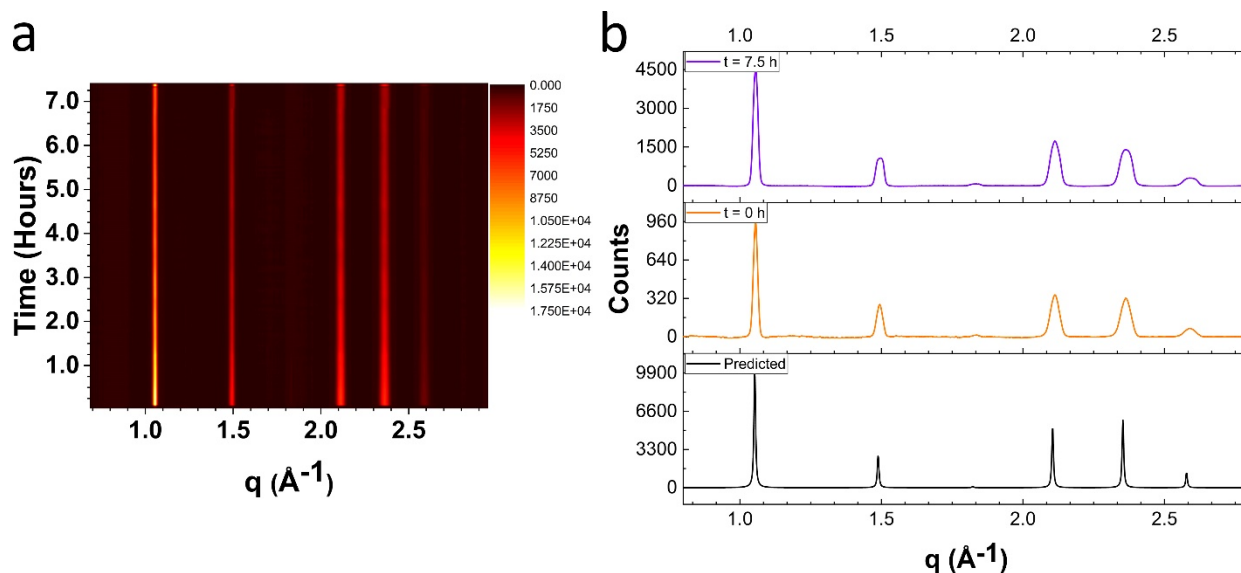 a
7.0
6.0
5.0
4.0
3.0
2.0
1.0
Time (Hours)
1.0 1.5 2.0 2.5
q (Å-1)
0.000
1750
3500
5250
7000
8750
1.050E+04
1.225E+04
1.400E+04
1.575E+04
1.750E+04
b
1.0 1.5 2.0 2.5
t = 7.5 h
4500
3000
1500
0
t = 0 h
960
640
320
0
Predicted
9900
6600
3300
0
Counts
1.0 1.5 2.0 2.5
q (Å-1)